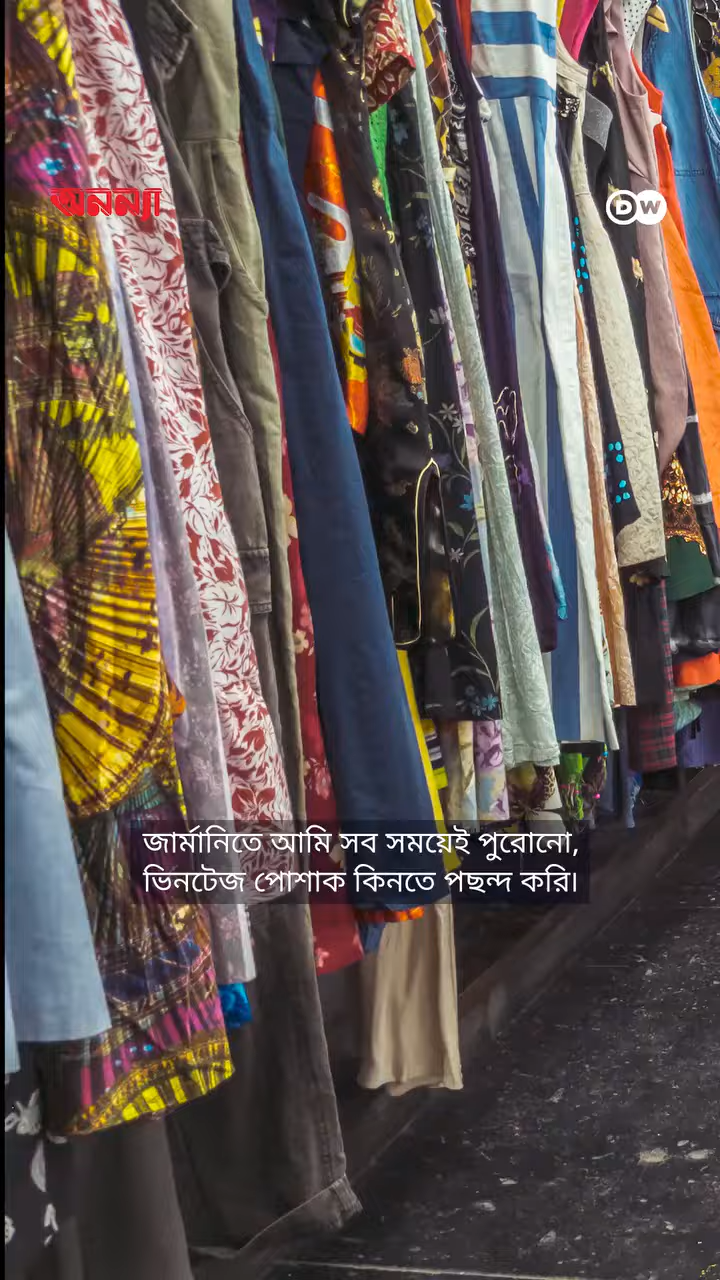 অনন্যা
DW
জার্মানিতে আমি সব সময়েই পুরোনো,
ভিনটেজ পোশাক কিনতে পছন্দ করি।